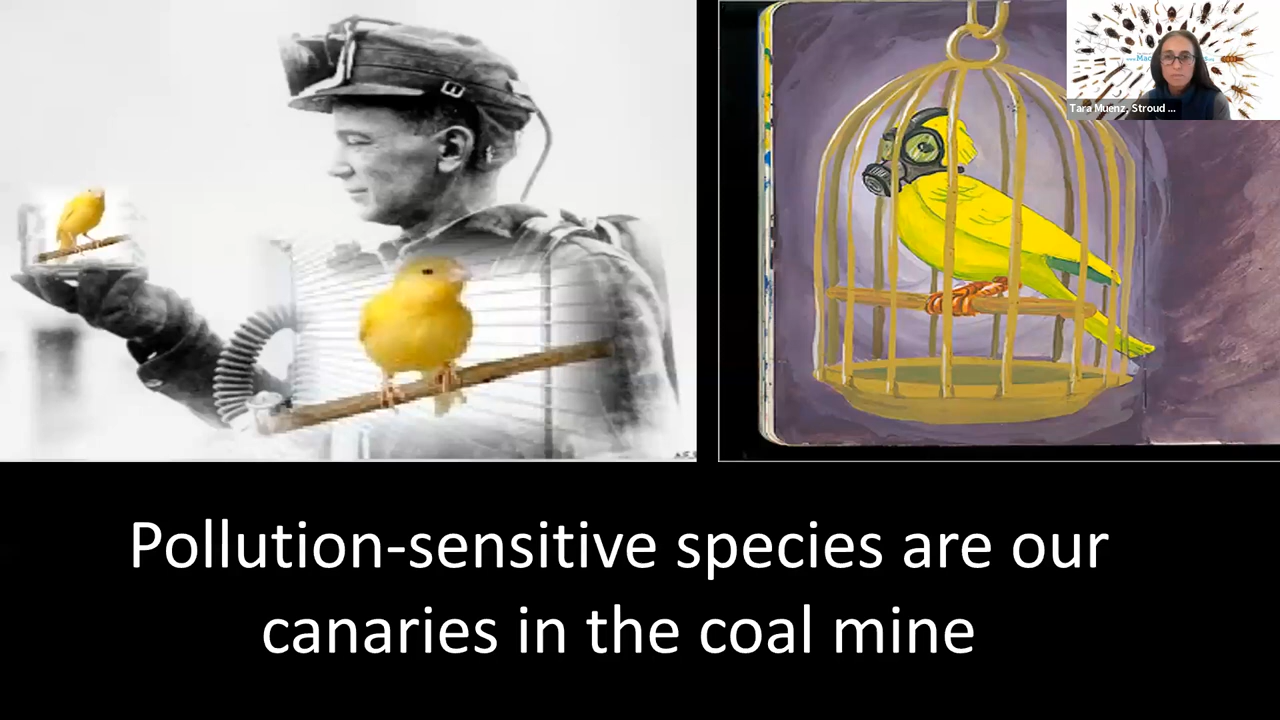 Tara Muenz, Stroud ...
Pollution-sensitive species are our
canaries in the coal mine